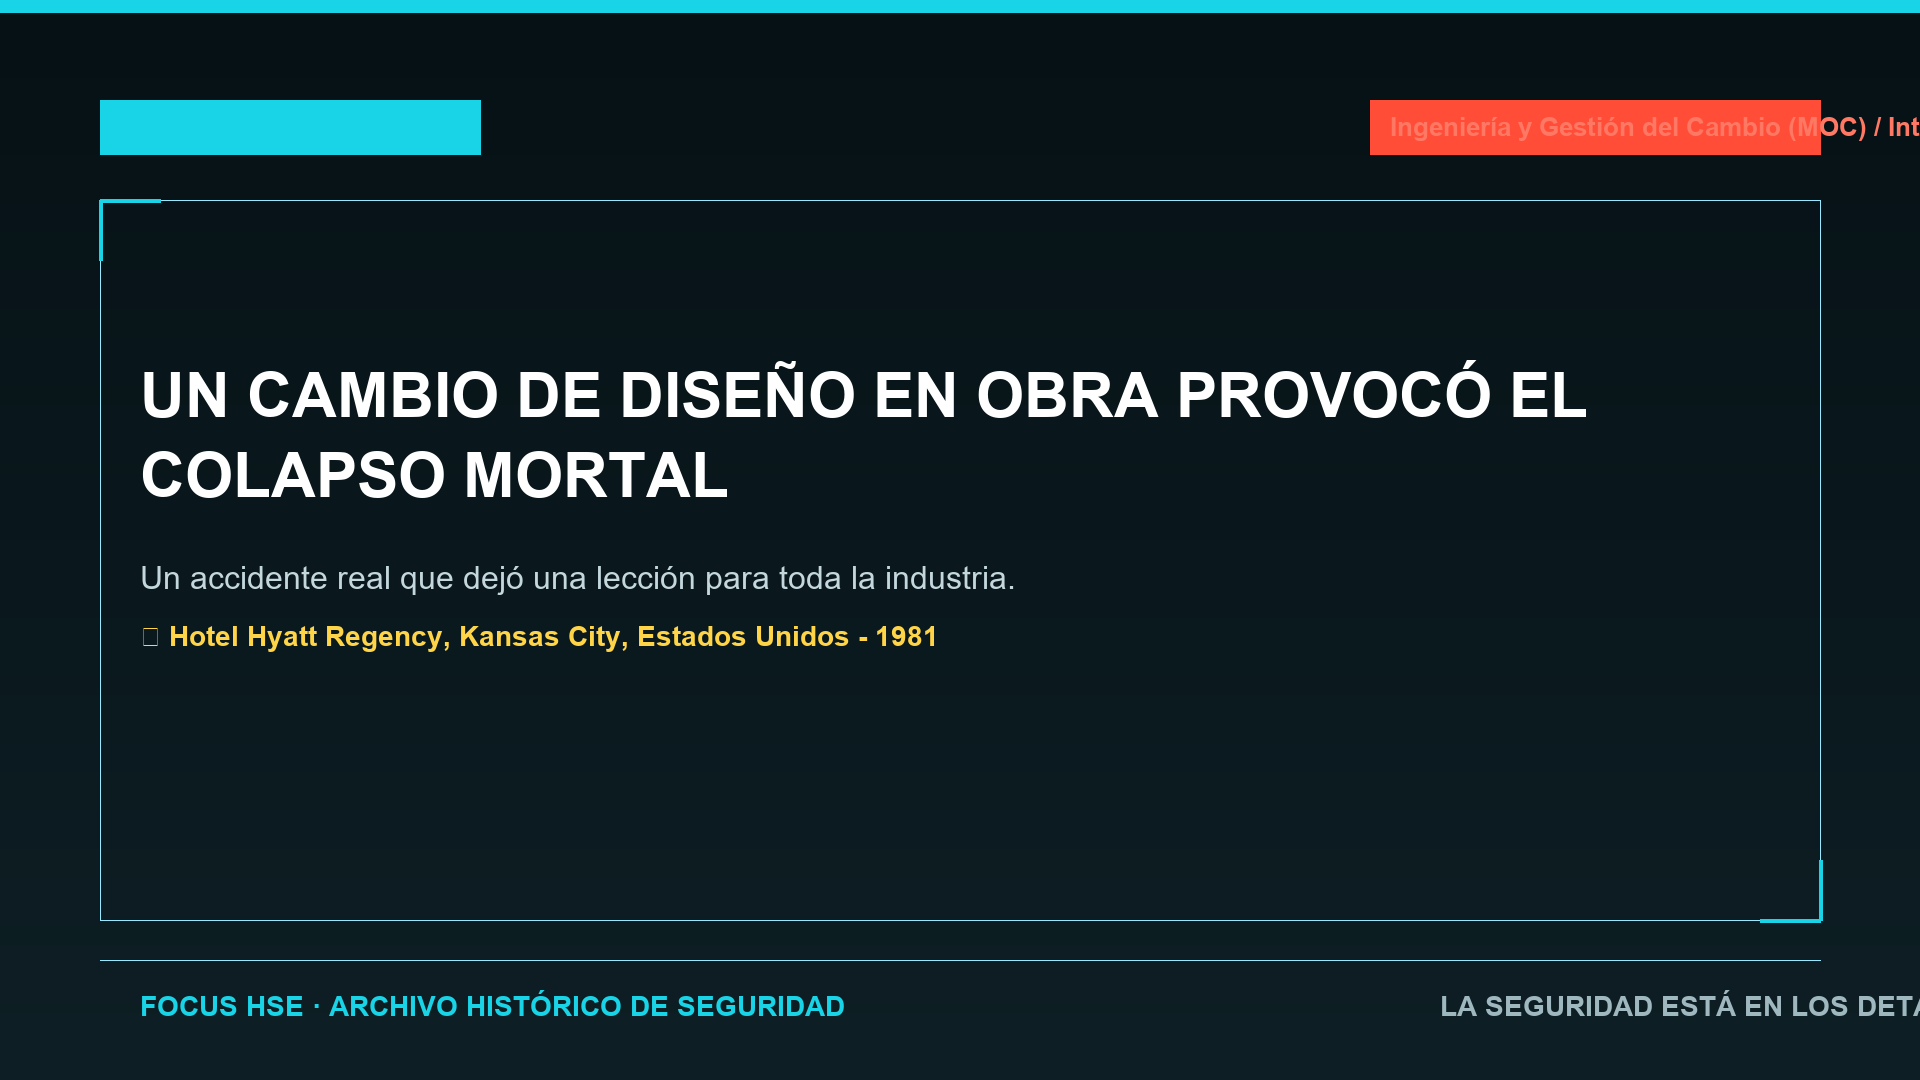 Ingeniería y Gestión del Cambio (MOC) / Int
UN CAMBIO DE DISEÑO EN OBRA PROVOCÓ EL
COLAPSO MORTAL
Un accidente real que dejó una lección para toda la industria.
Hotel Hyatt Regency, Kansas City, Estados Unidos - 1981
FOCUS HSE · ARCHIVO HISTÓRICO DE SEGURIDAD
LA SEGURIDAD ESTÁ EN LOS DETA